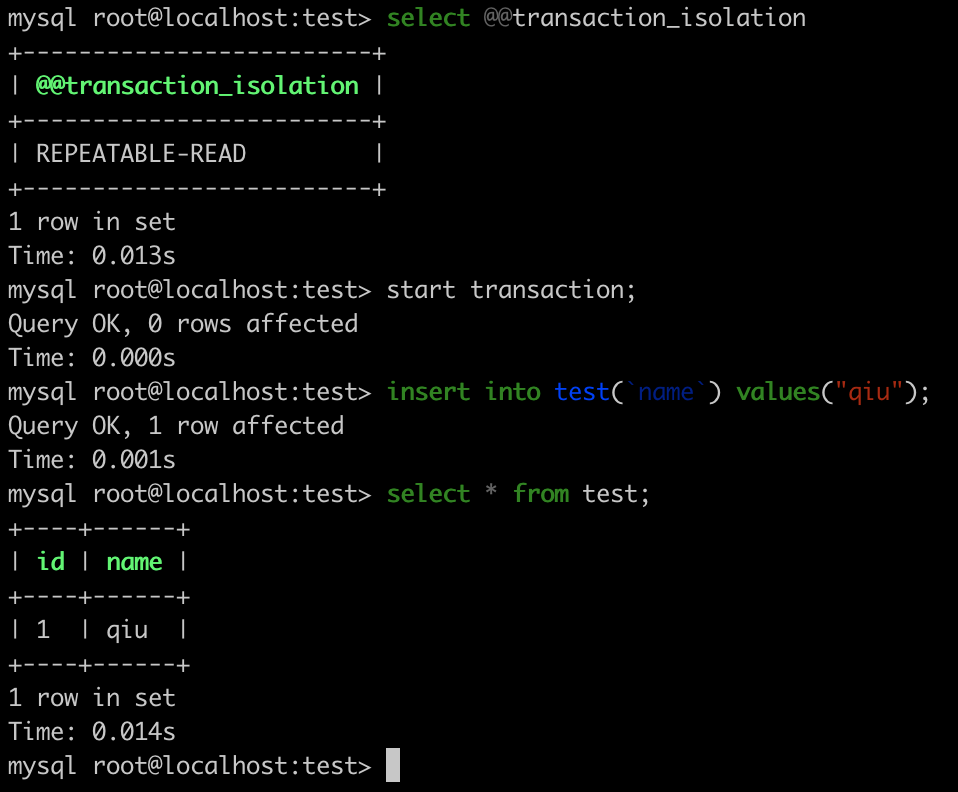 mysql root@localhost:test> select @@transaction_isolation
+-------------------------+
| @@transaction_isolation |
+-------------------------+
| REPEATABLE-READ         |
+-------------------------+
1 row in set
Time: 0.013s
mysql root@localhost:test> start transaction;
Query OK, 0 rows affected
Time: 0.000s
mysql root@localhost:test> insert into test(`name`) values("qiu");
Query OK, 1 row affected
Time: 0.001s
mysql root@localhost:test> select * from test;
+----+------+
| id | name |
+----+------+
| 1  | qiu  |
+----+------+
1 row in set
Time: 0.014s
mysql root@localhost:test>